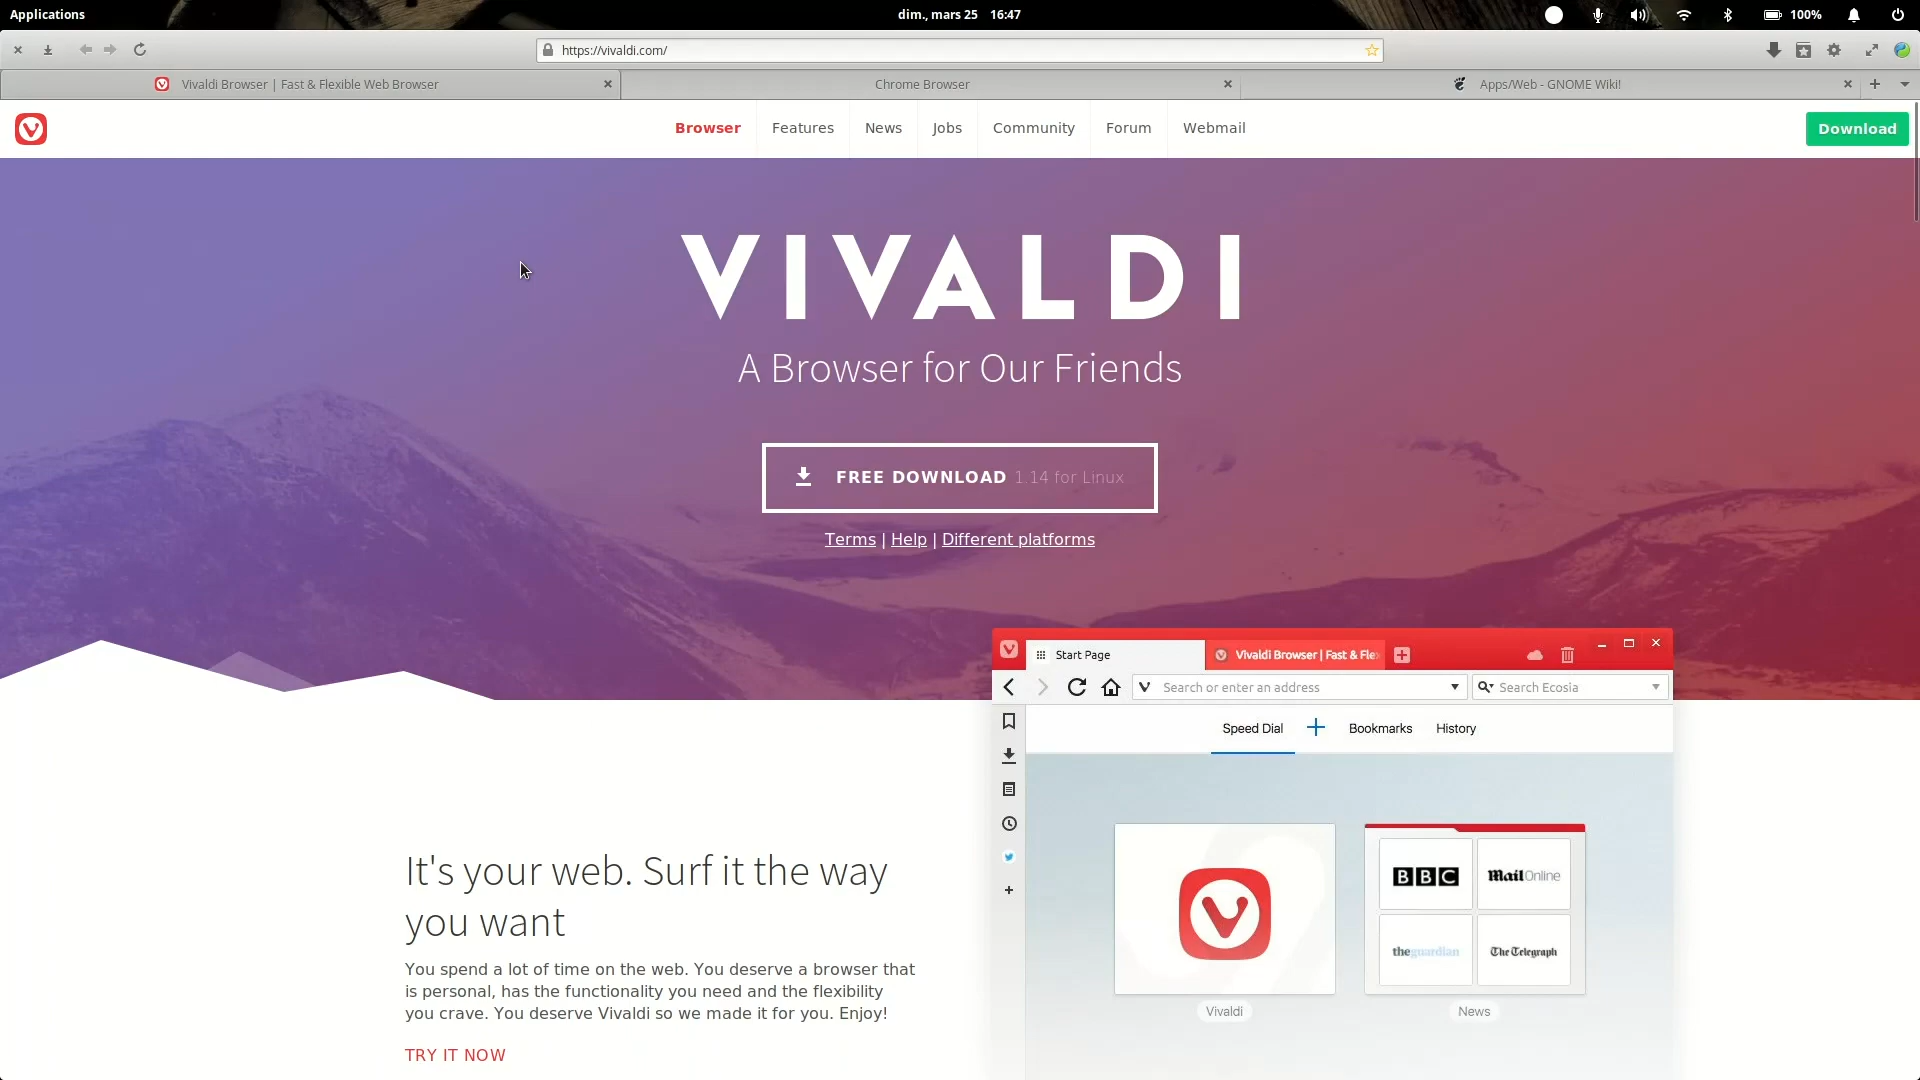 Applications
dim., mars 25 16:47
100%
https://vivaldi.com/
Vivaldi Browser | Fast & Flexible Web Browser
Chrome Browser
Apps/Web - GNOME Wiki!
Browser
Features
News
Jobs
Community
Forum
Webmail
Download
VIVALDI
A Browser for Our Friends
FREE DOWNLOAD 1.14 for Linux
Terms | Help | Different platforms
Start Page
Vivaldi Browser | Fast & Fle
Search or enter an address
Search Ecosia
Speed Dial
Bookmarks
History
BBC
MailOnline
theguardian
The Telegraph
Vivaldi
News
It's your web. Surf it the way
you want
You spend a lot of time on the web. You deserve a browser that
is personal, has the functionality you need and the flexibility
you crave. You deserve Vivaldi so we made it for you. Enjoy!
TRY IT NOW